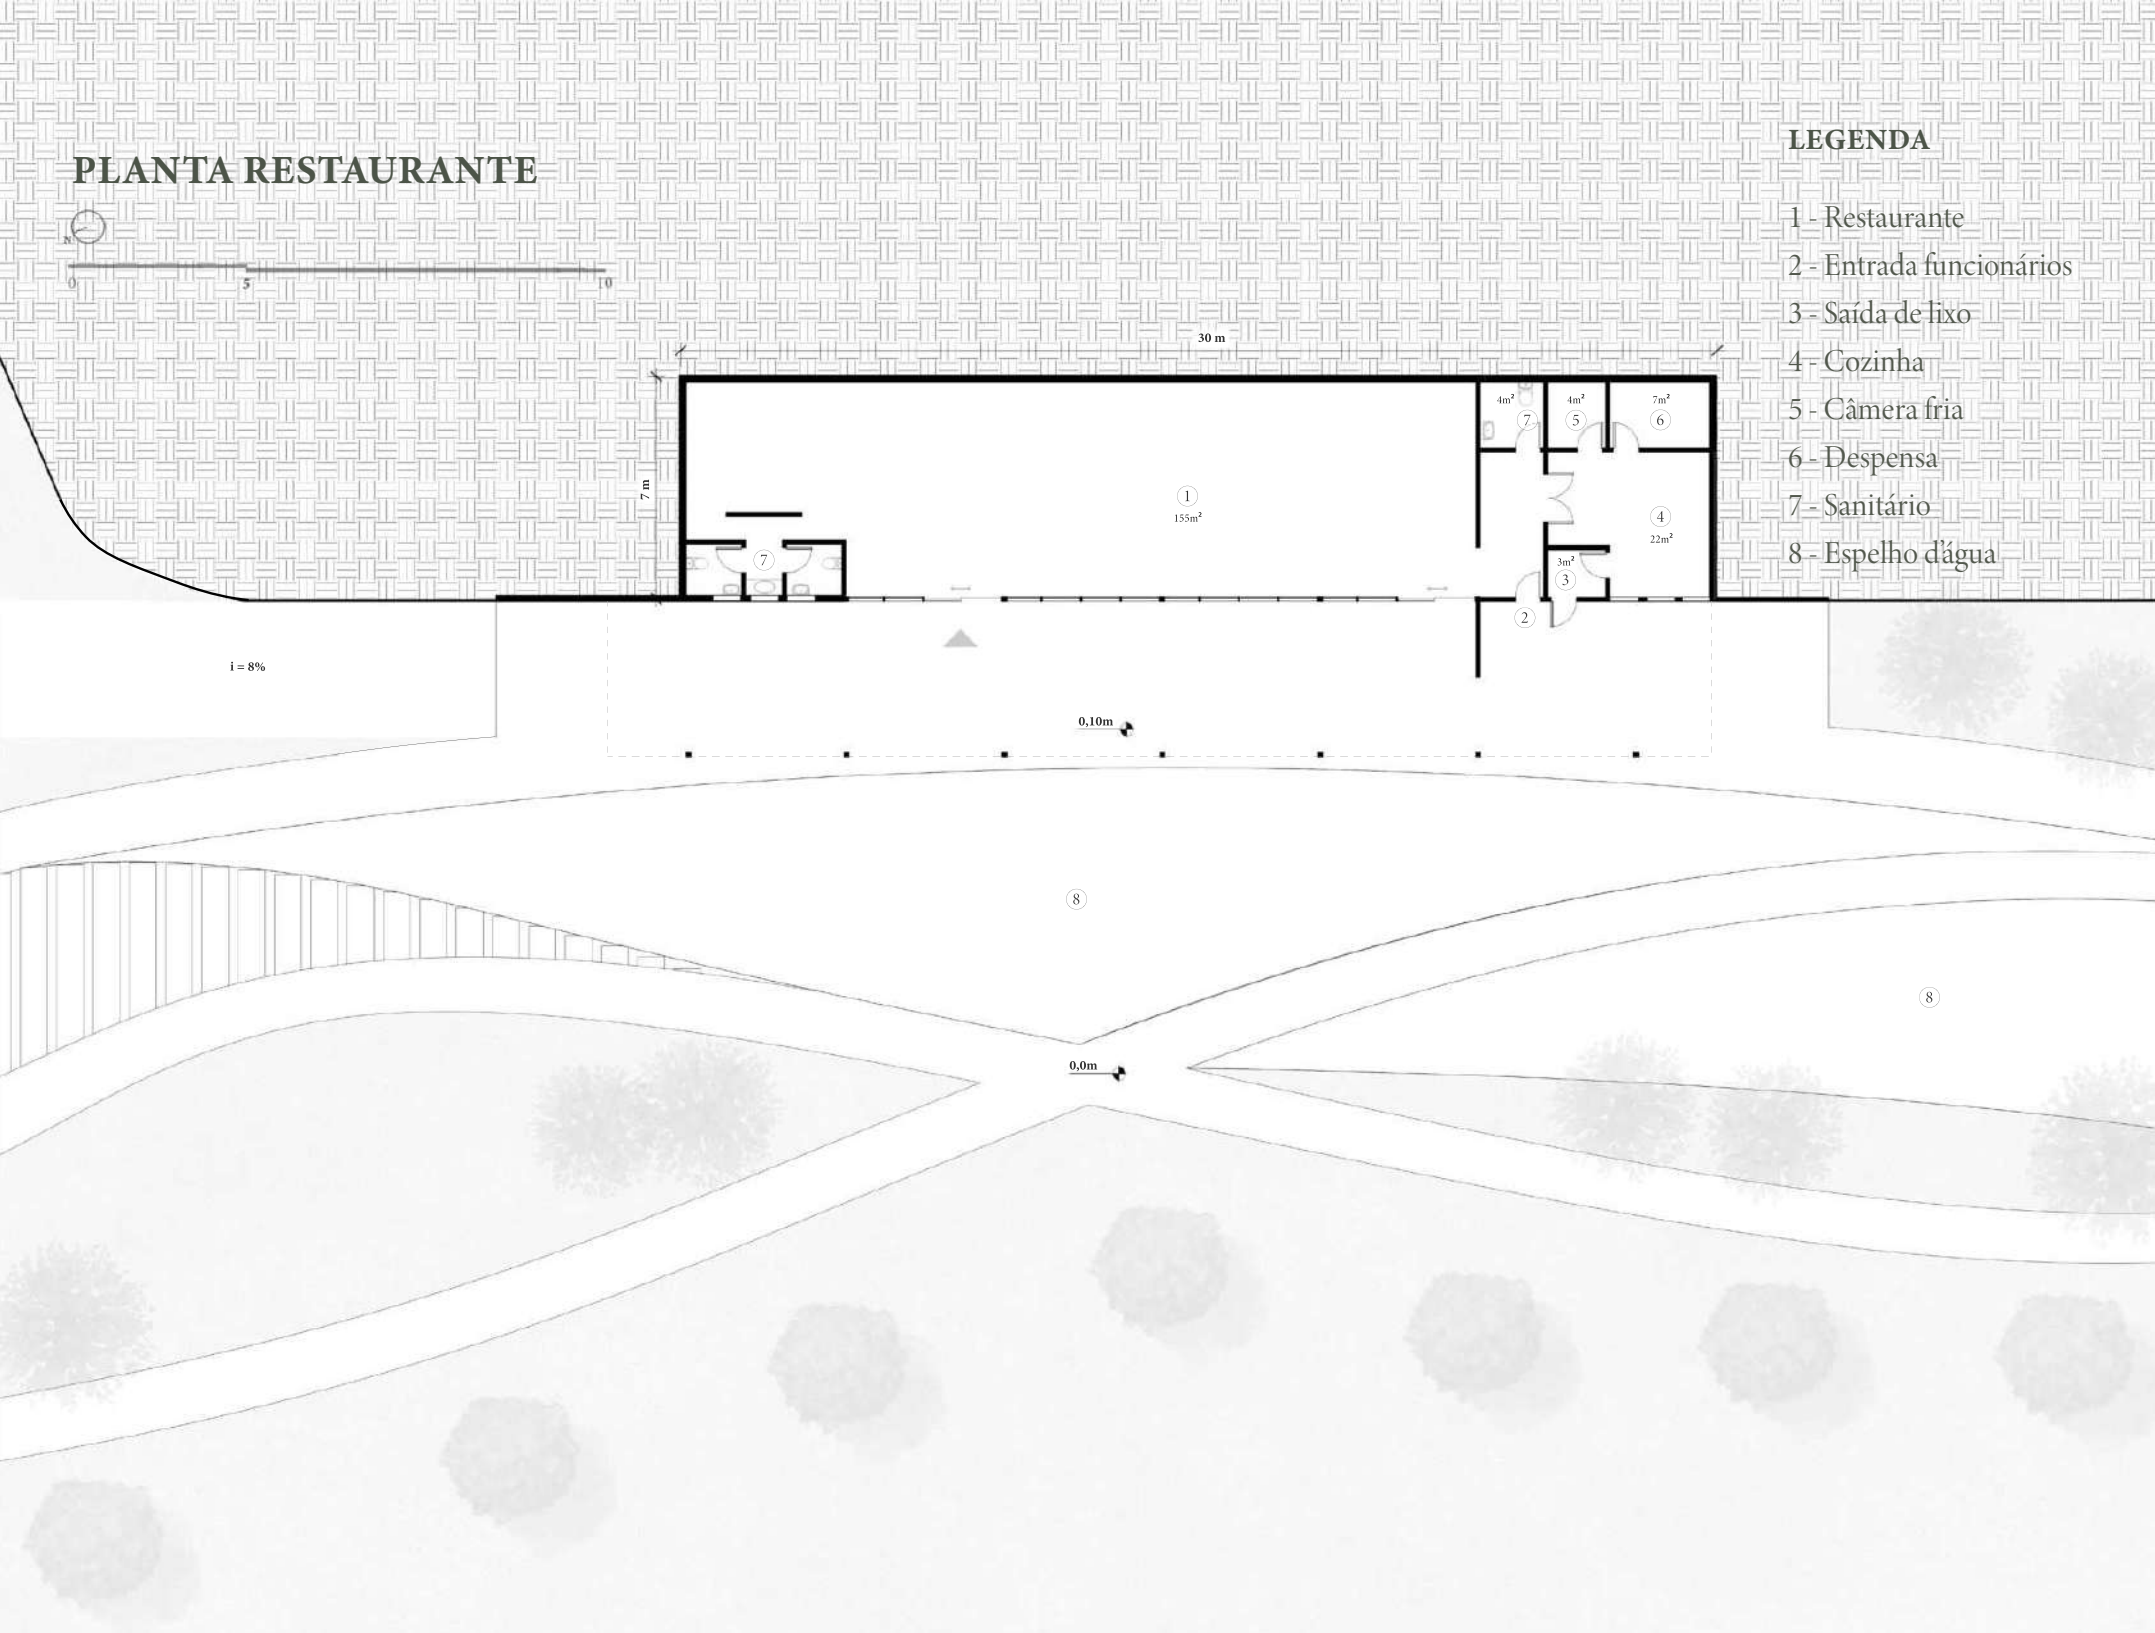 PLANTA RESTAURANTE
N
0 5 10
LEGENDA
1 - Restaurante
2 - Entrada funcionários
3 - Saída de lixo
4 - Cozinha
5 - Câmera fria
6 - Despensa
7 - Sanitário
8 - Espelho d'água
30 m
7 m
4m²
7
4m²
5
7m²
6
1
155m²
4
22m²
7
3m²
3
2
i = 8%
0,10m
8
8
0,0m